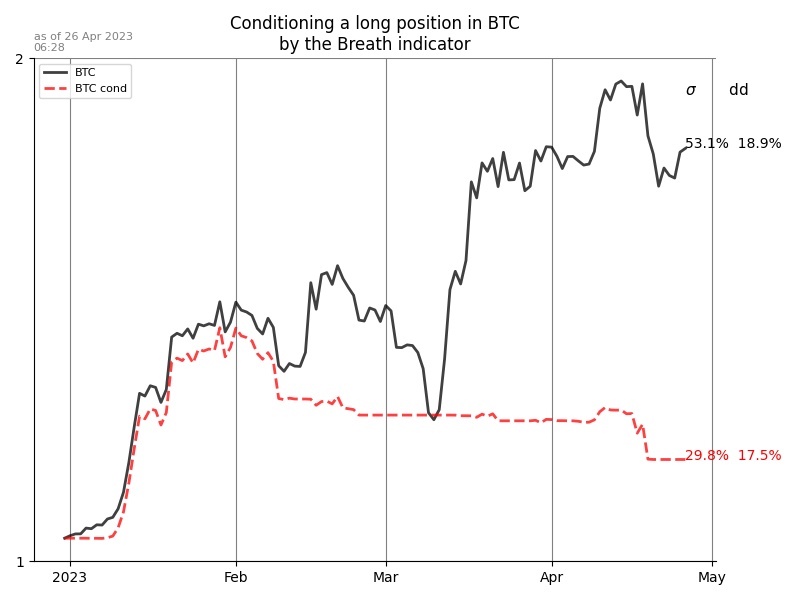 Conditioning a long position in BTC
by the Breath indicator
as of 26 Apr 2023
06:28
2
BTC
BTC cond
σ dd
53.1% 18.9%
29.8% 17.5%
1
2023 Feb Mar Apr May